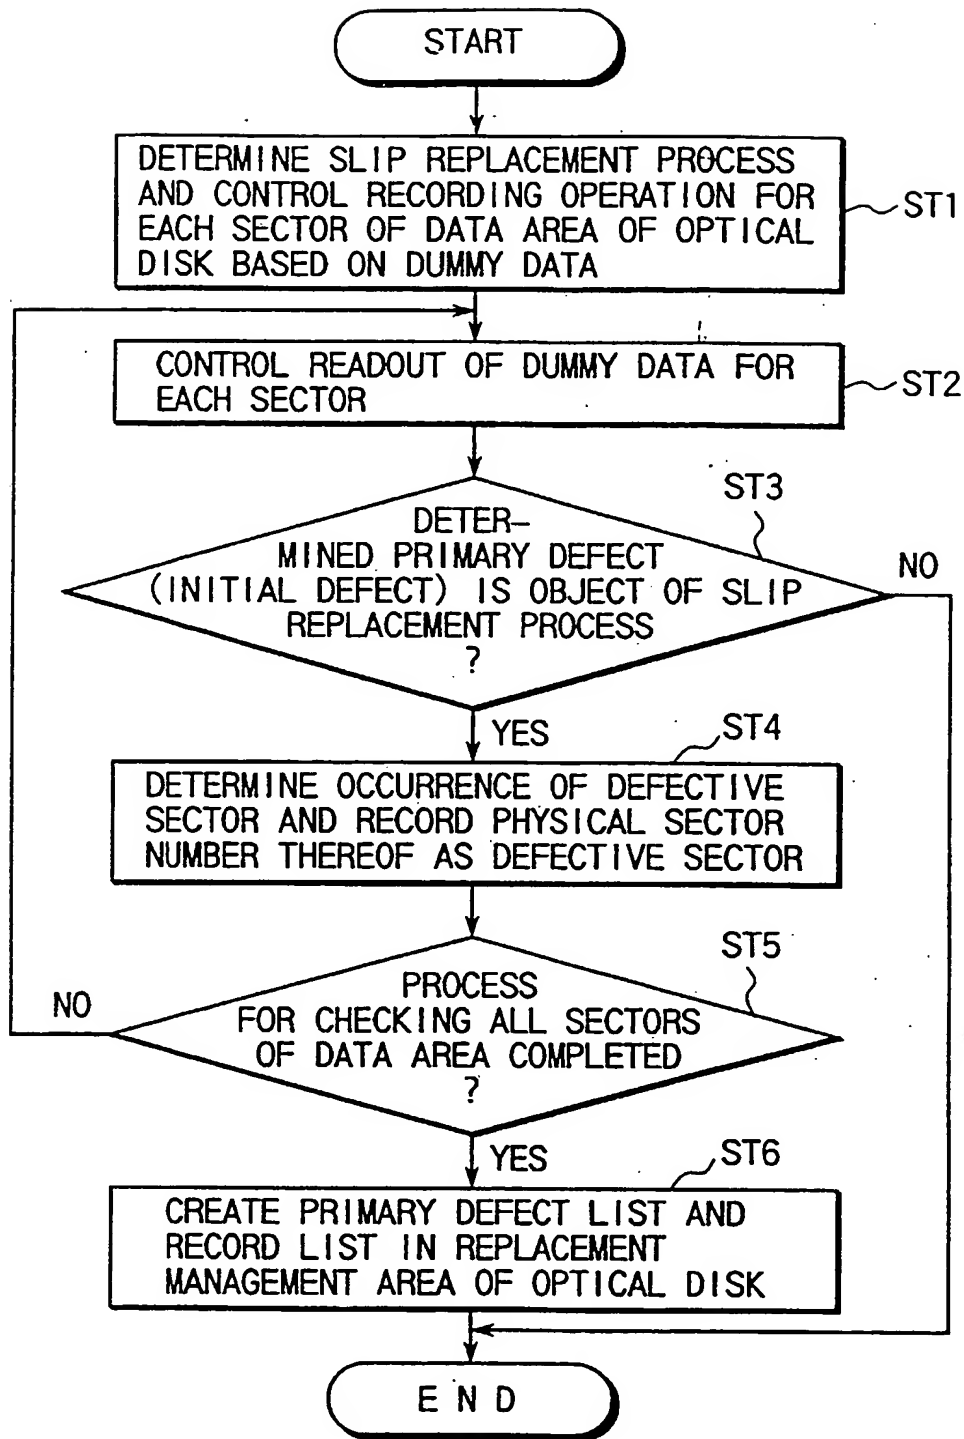 START
DETERMINE SLIP REPLACEMENT PROCESS
AND CONTROL RECORDING OPERATION FOR
EACH SECTOR OF DATA AREA OF OPTICAL
DISK BASED ON DUMMY DATA
ST1
CONTROL READOUT OF DUMMY DATA FOR
EACH SECTOR
ST2
ST3
DETER-
MINED PRIMARY DEFECT
(INITIAL DEFECT) IS OBJECT OF SLIP
REPLACEMENT PROCESS
?
NO
YES
ST4
DETERMINE OCCURRENCE OF DEFECTIVE
SECTOR AND RECORD PHYSICAL SECTOR
NUMBER THEREOF AS DEFECTIVE SECTOR
ST5
PROCESS
FOR CHECKING ALL SECTORS
OF DATA AREA COMPLETED
?
NO
YES
ST6
CREATE PRIMARY DEFECT LIST AND
RECORD LIST IN REPLACEMENT
MANAGEMENT AREA OF OPTICAL DISK
END